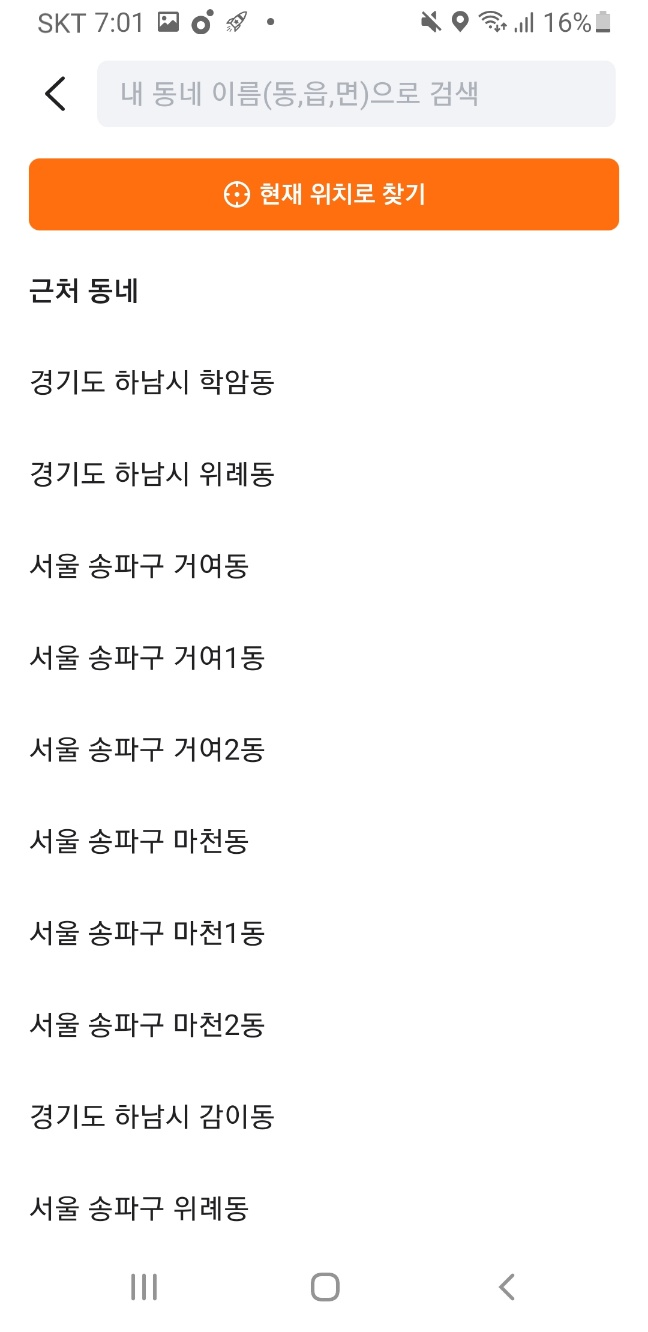 SKT 7:01 16%
내 동네 이름(동,읍,면)으로 검색
현재 위치로 찾기
근처 동네
경기도 하남시 학암동
경기도 하남시 위례동
서울 송파구 거여동
서울 송파구 거여1동
서울 송파구 거여2동
서울 송파구 마천동
서울 송파구 마천1동
서울 송파구 마천2동
경기도 하남시 감이동
서울 송파구 위례동